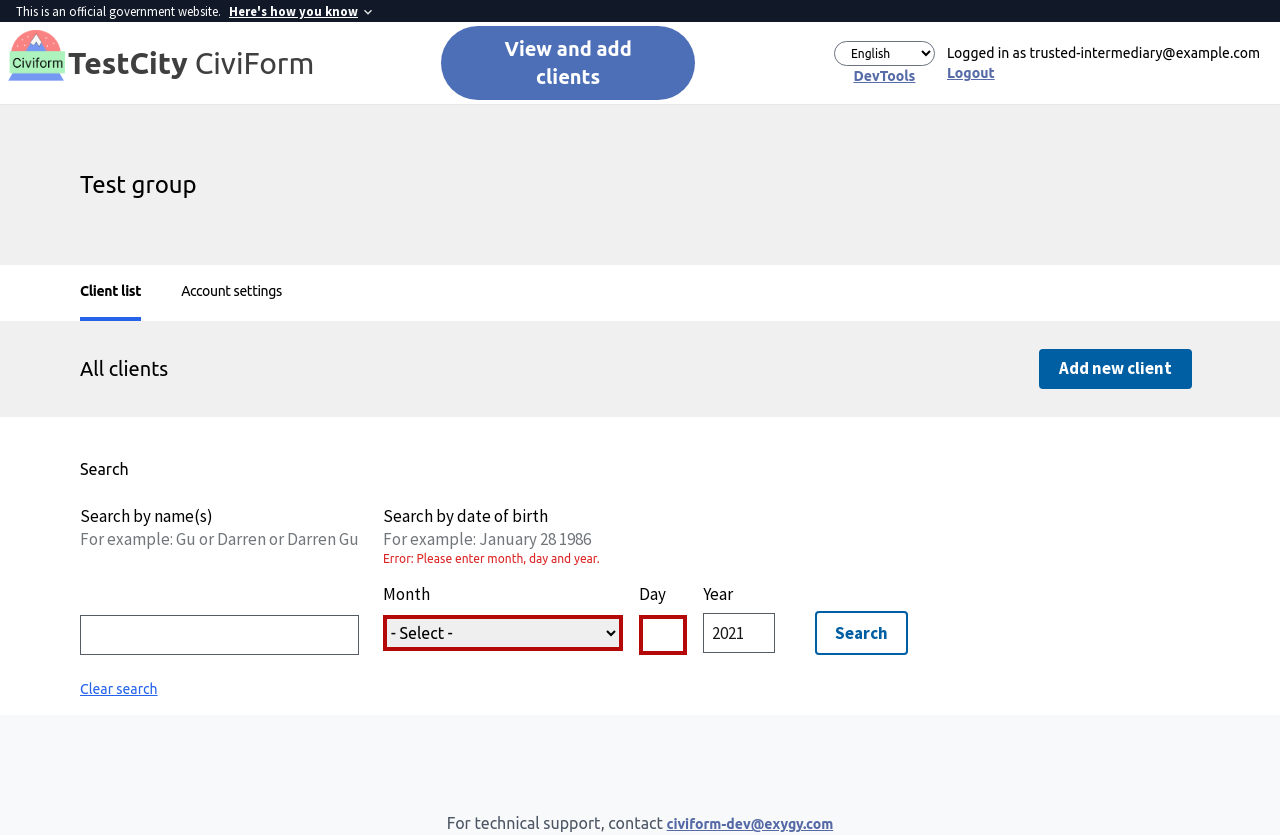 This is an official government website. Here's how you know
Civiform
TestCity CiviForm
View and add
clients
English
DevTools
Logged in as trusted-intermediary@example.com
Logout
Test group
Client list
Account settings
All clients
Add new client
Search
Search by name(s)
For example: Gu or Darren or Darren Gu
Search by date of birth
For example: January 28 1986
Error: Please enter month, day and year.
Month
Day
Year
- Select -
2021
Search
Clear search
For technical support, contact civiform-dev@exygy.com